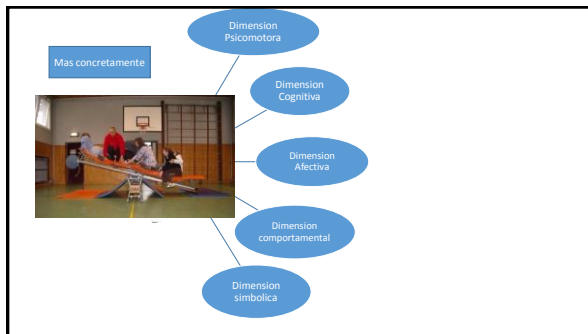 Dimension
Psicomotora
Mas concretamente
Dimension
Cognitiva
Dimension
Afectiva
Dimension
comportamental
Dimension
simbolica